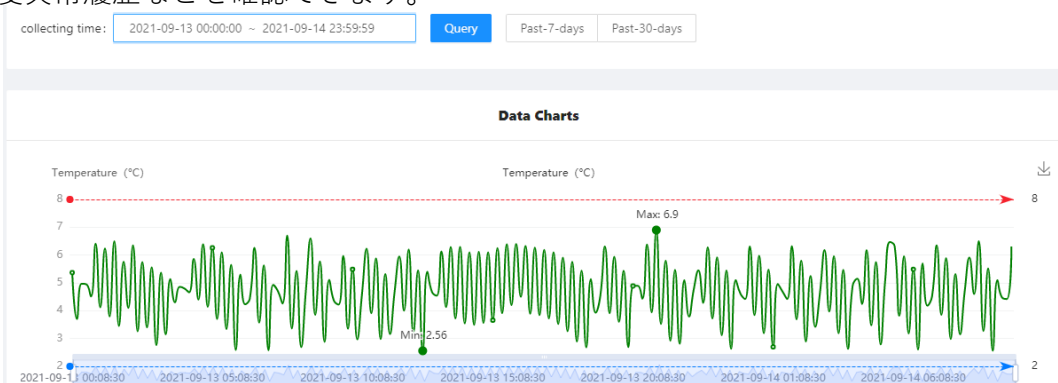 collecting time: 2021-09-13 00:00:00 ~ 2021-09-14 23:59:59 Query Past-7-days Past-30-days
Data Charts
Temperature (°C) Temperature (°C)
8 8
Max: 6.9
7
6
5
4
3
Min: 2.56
2 2
2021-09-13 00:08:30 2021-09-13 05:08:30 2021-09-13 10:08:30 2021-09-13 15:08:30 2021-09-13 20:08:30 2021-09-14 01:08:30 2021-09-14 06:08:30